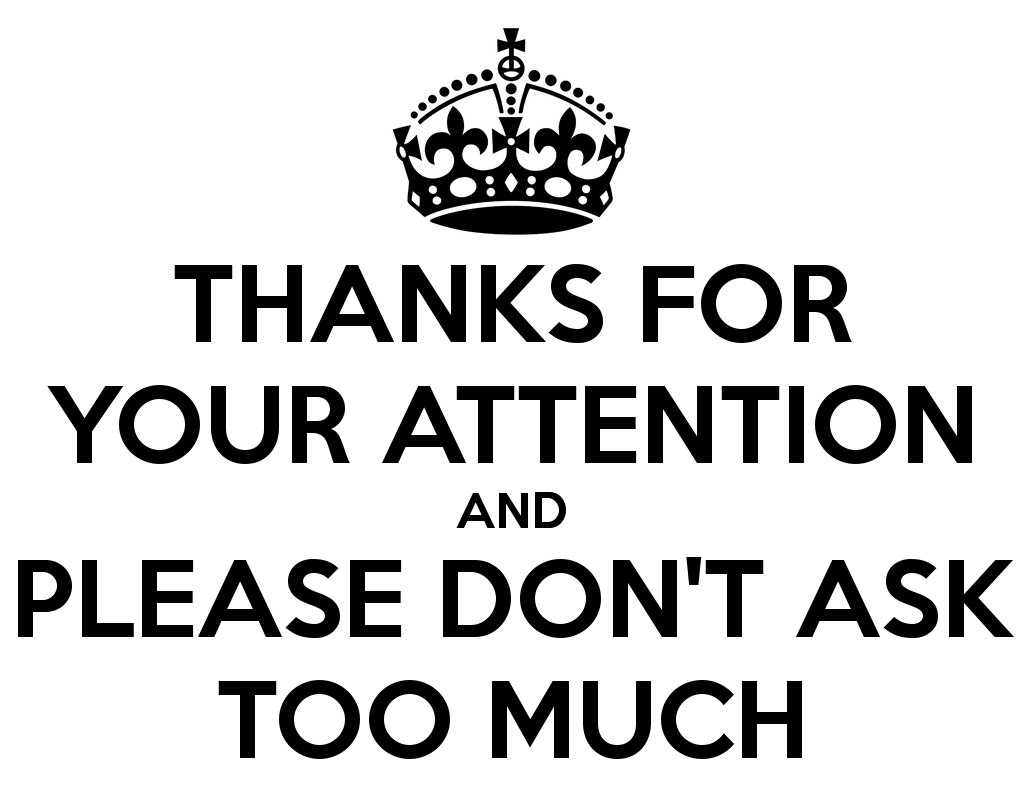 THANKS FOR
YOUR ATTENTION
AND
PLEASE DON'T ASK
TOO MUCH